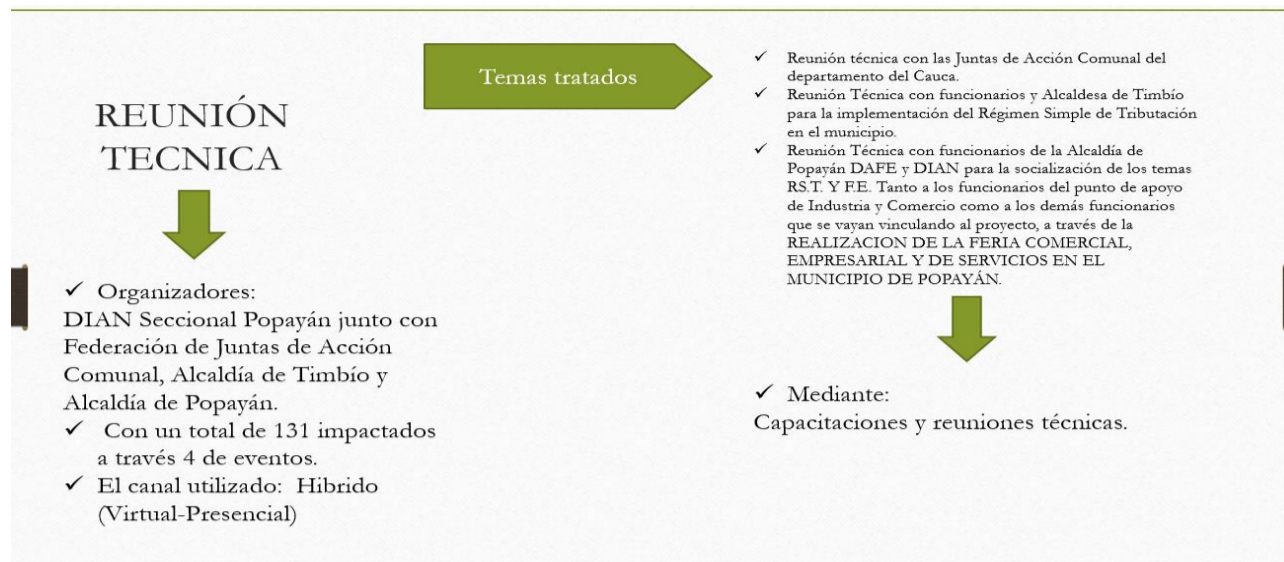 REUNIÓN
TECNICA
✓ Organizadores:
DIAN Seccional Popayán junto con
Federación de Juntas de Acción
Comunal, Alcaldía de Timbío y
Alcaldía de Popayán.
✓ Con un total de 131 impactados
a través 4 de eventos.
✓ El canal utilizado: Hibrido
(Virtual-Presencial)
Temas tratados
✓ Reunión técnica con las Juntas de Acción Comunal del
departamento del Cauca.
✓ Reunión Técnica con funcionarios y Alcaldesa de Timbío
para la implementación del Régimen Simple de Tributación
en el municipio.
✓ Reunión Técnica con funcionarios de la Alcaldía de
Popayán DAFE y DIAN para la socialización de los temas
RS.T. Y F.E. Tanto a los funcionarios del punto de apoyo
de Industria y Comercio como a los demás funcionarios
que se vayan vinculando al proyecto, a través de la
REALIZACION DE LA FERIA COMERCIAL,
EMPRESARIAL Y DE SERVICIOS EN EL
MUNICIPIO DE POPAYÁN.
✓ Mediante:
Capacitaciones y reuniones técnicas.